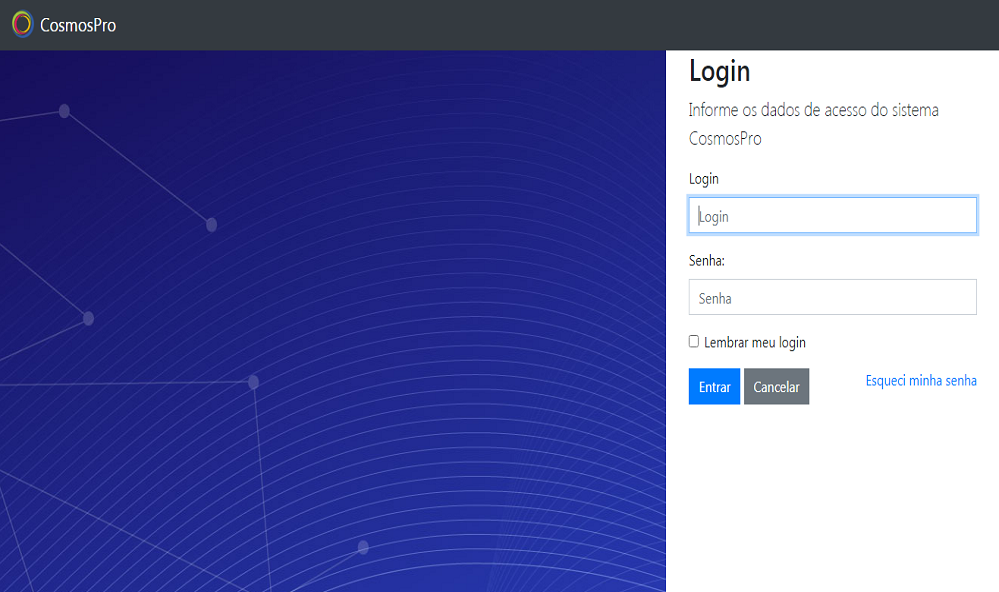 CosmosPro
Login
Informe os dados de acesso do sistema
CosmosPro
Login
Login
Senha:
Senha
Lembrar meu login
Entrar
Cancelar
Esqueci minha senha